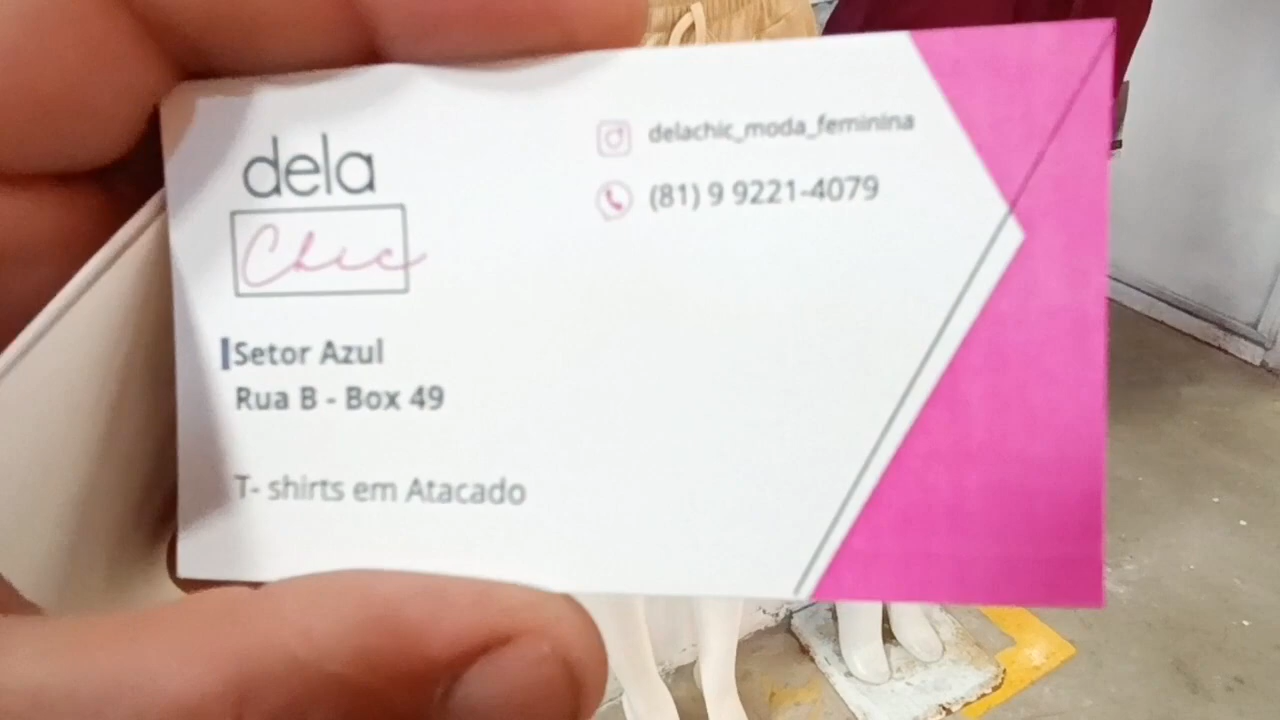 dela
Chic
delachic_moda_feminina
(81) 9 9221-4079
Setor Azul
Rua B - Box 49
T- shirts em Atacado